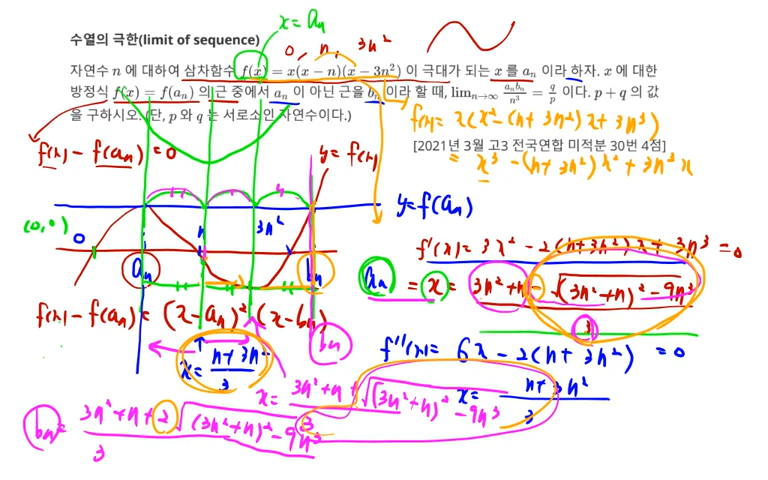 x = aₙ
수열의 극한(limit of sequence)
0, n, 3n²
자연수 n 에 대하여 삼차함수 f(x) = x(x − n)(x − 3n²) 이 극대가 되는 x 를 aₙ 이라 하자. x 에 대한
방정식 f(x) = f(aₙ) 의 근 중에서 aₙ 이 아닌 근을 bₙ 이라 할 때, lim_{n→∞} aₙbₙ/n³ = q/p 이다. p + q 의 값
을 구하시오. (단, p 와 q 는 서로소인 자연수이다.)
f(x) = x(x² − (n + 3n²)x + 3n³)
[2021년 3월 고3 전국연합 미적분 30번 4점]
= x³ − (n + 3n²)x² + 3n³x
f(x) − f(aₙ) = 0
y = f(x)
y = f(aₙ)
(0, 0)
0
n
3n²
f'(x) = 3x² − 2(n + 3n²)x + 3n³ = 0
aₙ
bₙ
aₙ = x = (3n² + n − √((3n² + n)² − 9n³))/3
f(x) − f(aₙ) = (x − aₙ)²(x − bₙ)
bₙ
f''(x) = 6x − 2(n + 3n²) = 0
x = (n + 3n²)/3
x = (n + 3n²)/3
x = (3n² + n + √((3n² + n)² − 9n³))/3
bₙ = (3n² + n + 2√((3n² + n)² − 9n³))/3